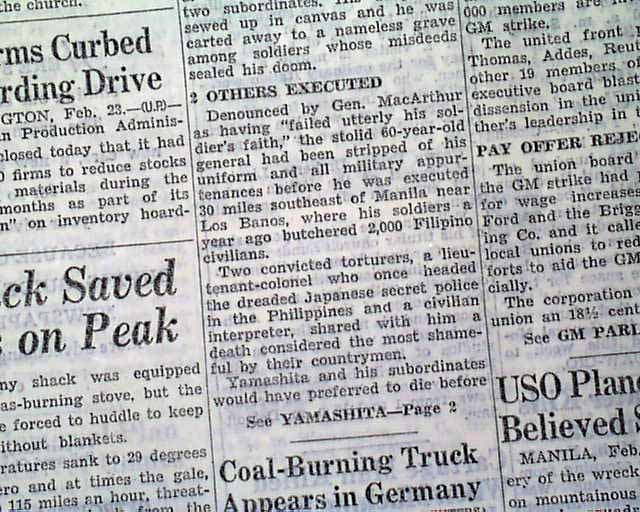 the church.
rms Curbed
rding Drive
GTON, Feb. 23.—(U.P.)—
n Production Adminis-
closed today that it had
0 firms to reduce stocks
materials during the
months as part of its
n" on inventory hoard-
ck Saved
s on Peak
ny shack was equipped
as-burning stove, but the
e forced to huddle to keep
ithout blankets.
ratures sank to 29 degrees
ro and at times the gale,
115 miles an hour, threat-
from the
two subordinates.
sewed up in canvas and he was
carted away to a nameless grave
among soldiers whose misdeeds
sealed his doom.
2 OTHERS EXECUTED
Denounced by Gen. MacArthur
as having "failed utterly his sol-
dier's faith," the stolid 60-year-old
general had been stripped of his
uniform and all military appur-
tenances before he was executed
30 miles southeast of Manila near
Los Banos, where his soldiers a
year ago butchered 2,000 Filipino
civilians.
Two convicted torturers, a lieu-
tenant-colonel who once headed
the dreaded Japanese secret police
in the Philippines and a civilian
interpreter, shared with him a
death considered the most shame-
ful by their countrymen.
Yamashita and his subordinates
would have preferred to die before
See YAMASHITA—Page 2
Coal-Burning Truck
Appears in Germany
000 members are
GM strike.
The united front
Thomas, Addes, Reu
other 19 members of
executive board blast
dissension in the uni
ther's leadership in
PAY OFFER REJE
The union board
the GM strike had
for wage increase
Ford and the Brigg
ing Co. and it calle
local unions to red
forts to aid the GM
cially.
The corporation
union an 18½ cent
See GM PARL
USO Plan
Believed S
MANILA, Feb.
ery of the wreck
on mountainous